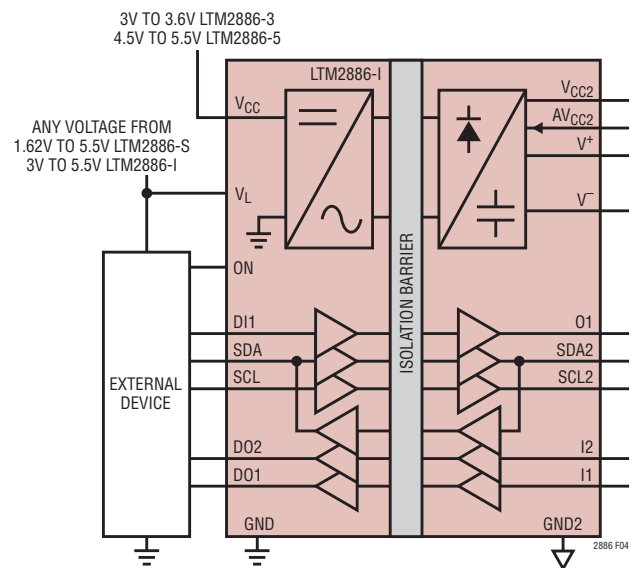 3V TO 3.6V LTM2886-3
4.5V TO 5.5V LTM2886-5
LTM2886-I
VCC
VCC2
AVCC2
V+
V–
ANY VOLTAGE FROM
1.62V TO 5.5V LTM2886-S
3V TO 5.5V LTM2886-I
VL
ON
ISOLATION BARRIER
EXTERNAL
DEVICE
DI1
O1
SDA
SDA2
SCL
SCL2
DO2
I2
DO1
I1
GND
GND2
2886 F04